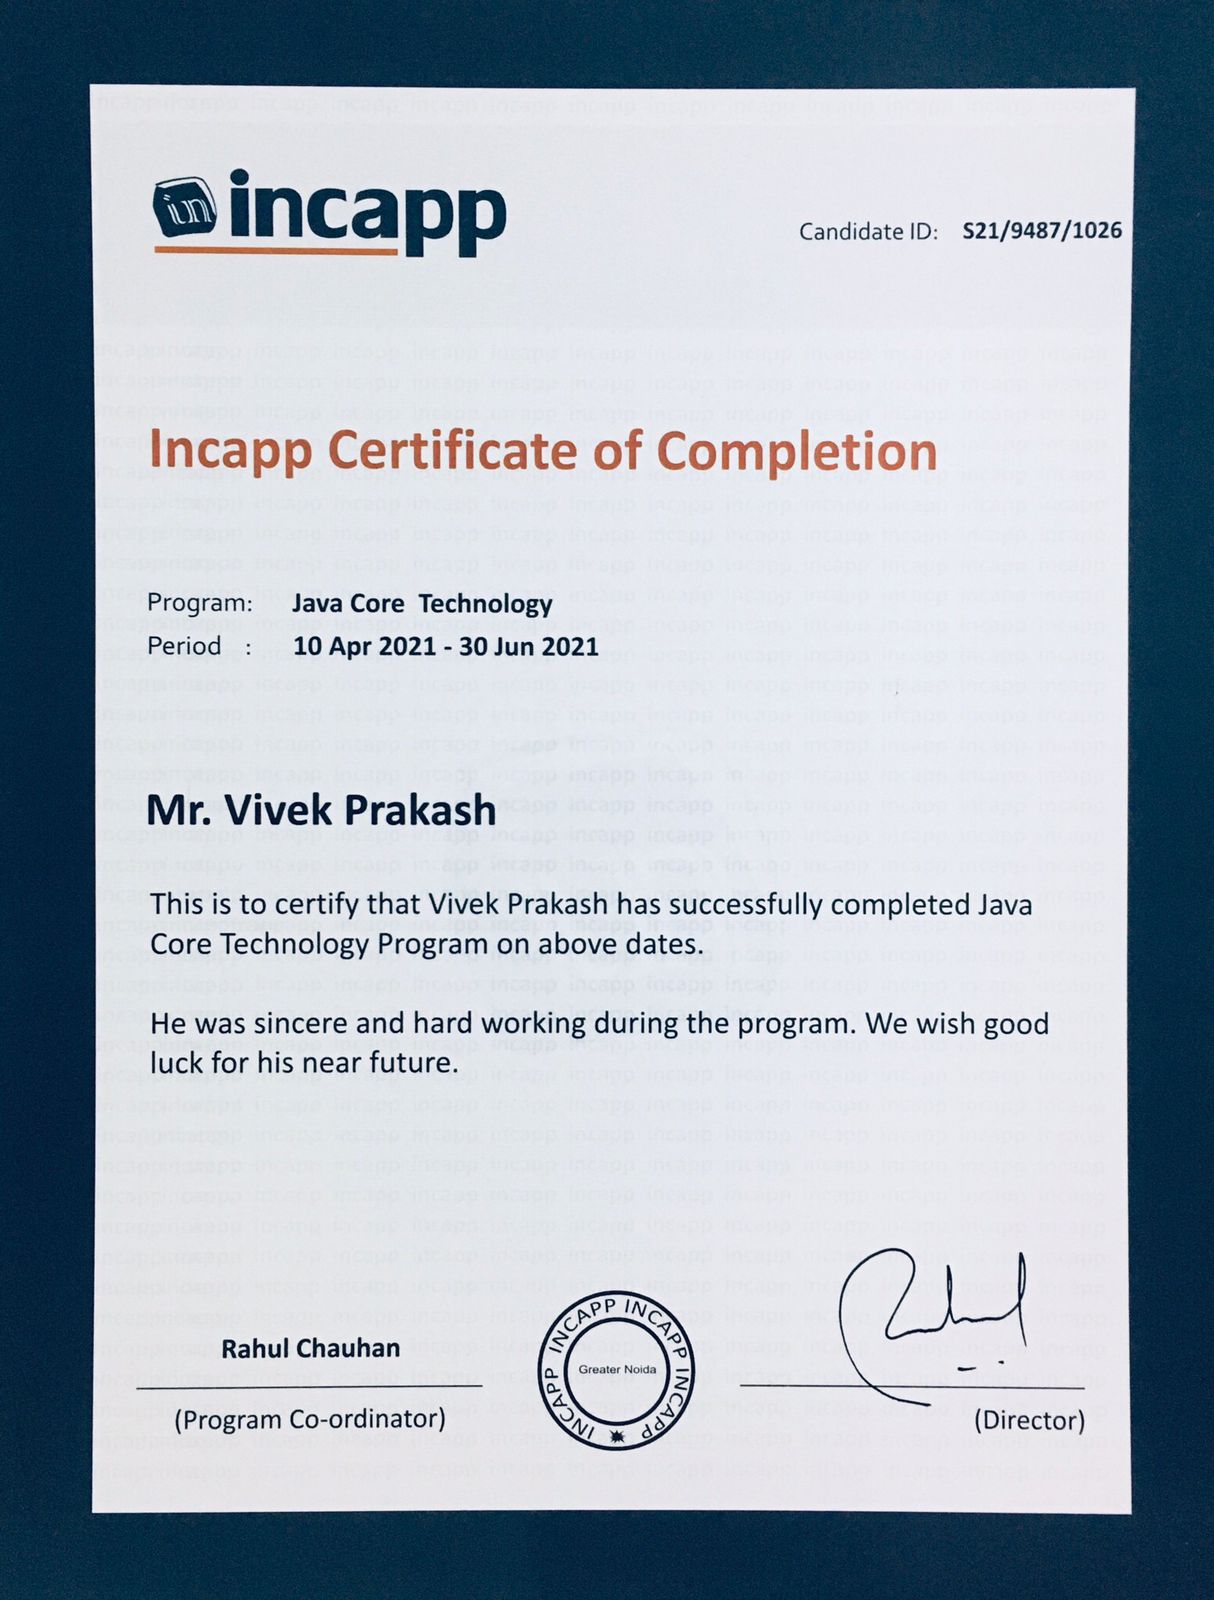 in incapp
Candidate ID: S21/9487/1026
Incapp Certificate of Completion
Program: Java Core Technology
Period : 10 Apr 2021 - 30 Jun 2021
Mr. Vivek Prakash
This is to certify that Vivek Prakash has successfully completed Java
Core Technology Program on above dates.
He was sincere and hard working during the program. We wish good
luck for his near future.
Rahul Chauhan
(Program Co-ordinator)
INCAPP INCAPP INCAPP INCAPP
Greater Noida
(Director)